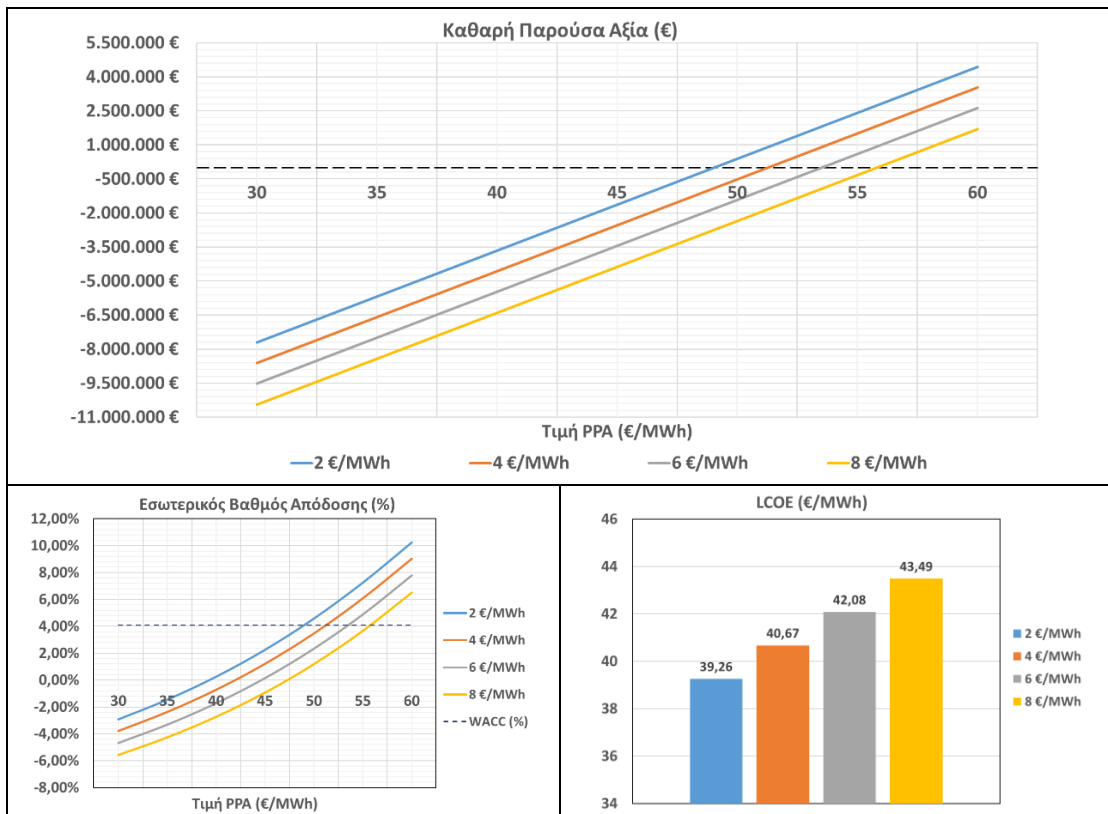 Καθαρή Παρούσα Αξία (€)
5.500.000 €
4.000.000 €
2.500.000 €
1.000.000 €
-500.000 €
-2.000.000 €
-3.500.000 €
-5.000.000 €
-6.500.000 €
-8.000.000 €
-9.500.000 €
-11.000.000 €
30 35 40 45 50 55 60
Τιμή PPA (€/MWh)
2 €/MWh 4 €/MWh 6 €/MWh 8 €/MWh
Εσωτερικός Βαθμός Απόδοσης (%)
12,00%
10,00%
8,00%
6,00%
4,00%
2,00%
0,00%
-2,00%
-4,00%
-6,00%
-8,00%
30 35 40 45 50 55 60
Τιμή PPA (€/MWh)
2 €/MWh
4 €/MWh
6 €/MWh
8 €/MWh
WACC (%)
LCOE (€/MWh)
46
44
42
40
38
36
34
39,26
40,67
42,08
43,49
2 €/MWh
4 €/MWh
6 €/MWh
8 €/MWh